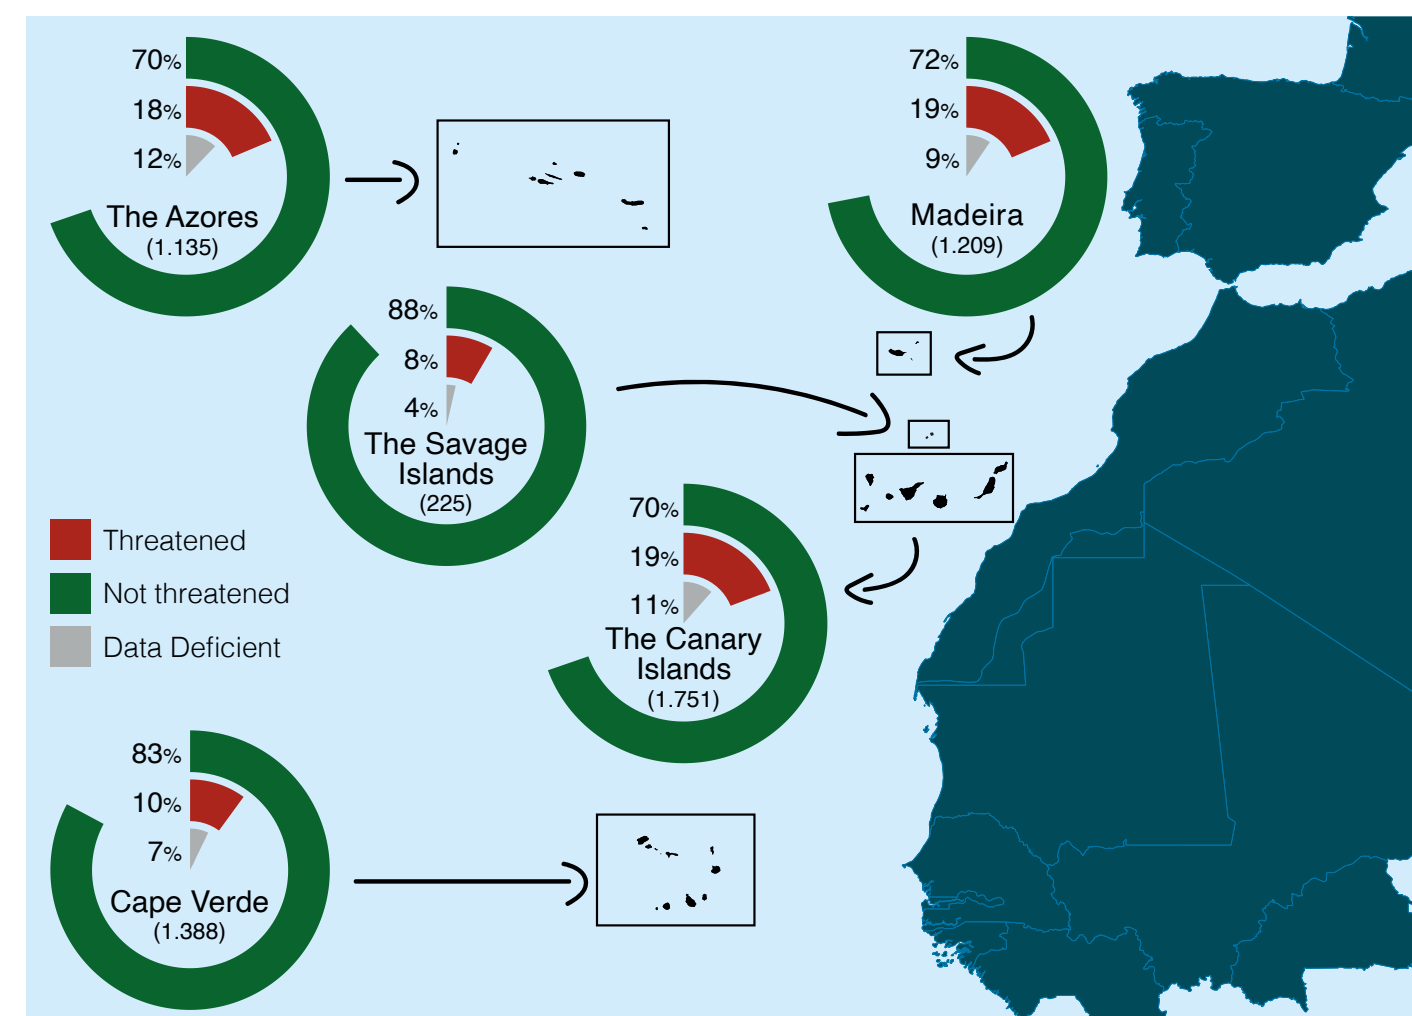 70%
18%
12%
The Azores
(1.135)
72%
19%
9%
Madeira
(1.209)
88%
8%
4%
The Savage
Islands
(225)
70%
19%
11%
The Canary
Islands
(1.751)
Threatened
Not threatened
Data Deficient
83%
10%
7%
Cape Verde
(1.388)